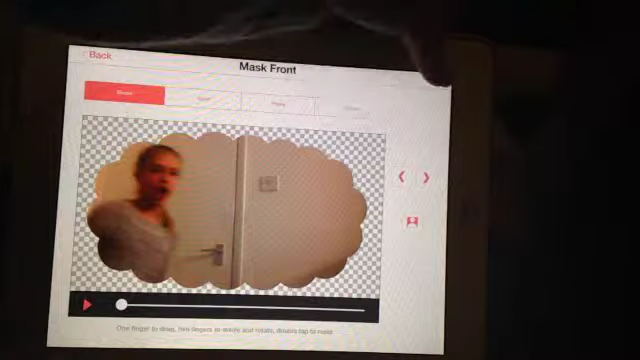 Back
Mask Front
Shape
One finger to drag, two fingers to resize and rotate, double tap to reset